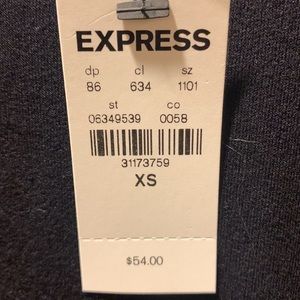 EXPRESS
dp cl sz
86 634 1101
st co
06349539 0058
31173759
XS
$54.00